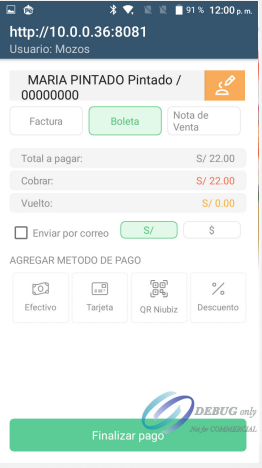 91 % 12:00 p. m.
http://10.0.0.36:8081
Usuario: Mozos
MARIA PINTADO Pintado /
00000000
Factura
Boleta
Nota de
Venta
Total a pagar: S/ 22.00
Cobrar: S/ 22.00
Vuelto: S/ 0.00
Enviar por correo S/ $
AGREGAR METODO DE PAGO
Efectivo Tarjeta QR Niubiz Descuento
DEBUG only
Not for COMMERCIAL
Finalizar pago